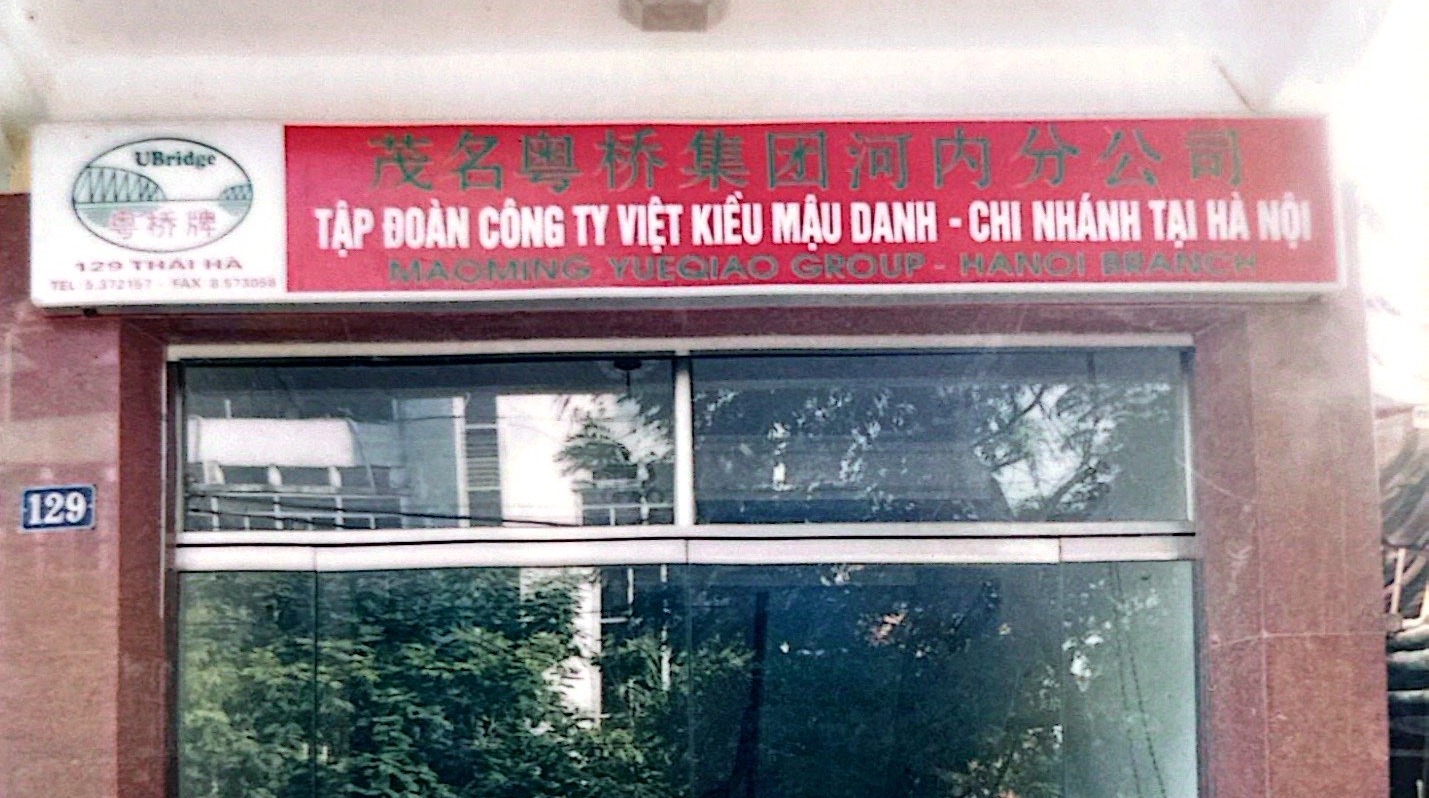 UBridge
粤桥牌
129 THÁI HÀ
TEL 5.372157 - FAX 8.573058
茂名粤桥集团河内分公司
TẬP ĐOÀN CÔNG TY VIỆT KIỀU MẬU DANH - CHI NHÁNH TẠI HÀ NỘI
MAOMING YUEQIAO GROUP - HANOI BRANCH
129